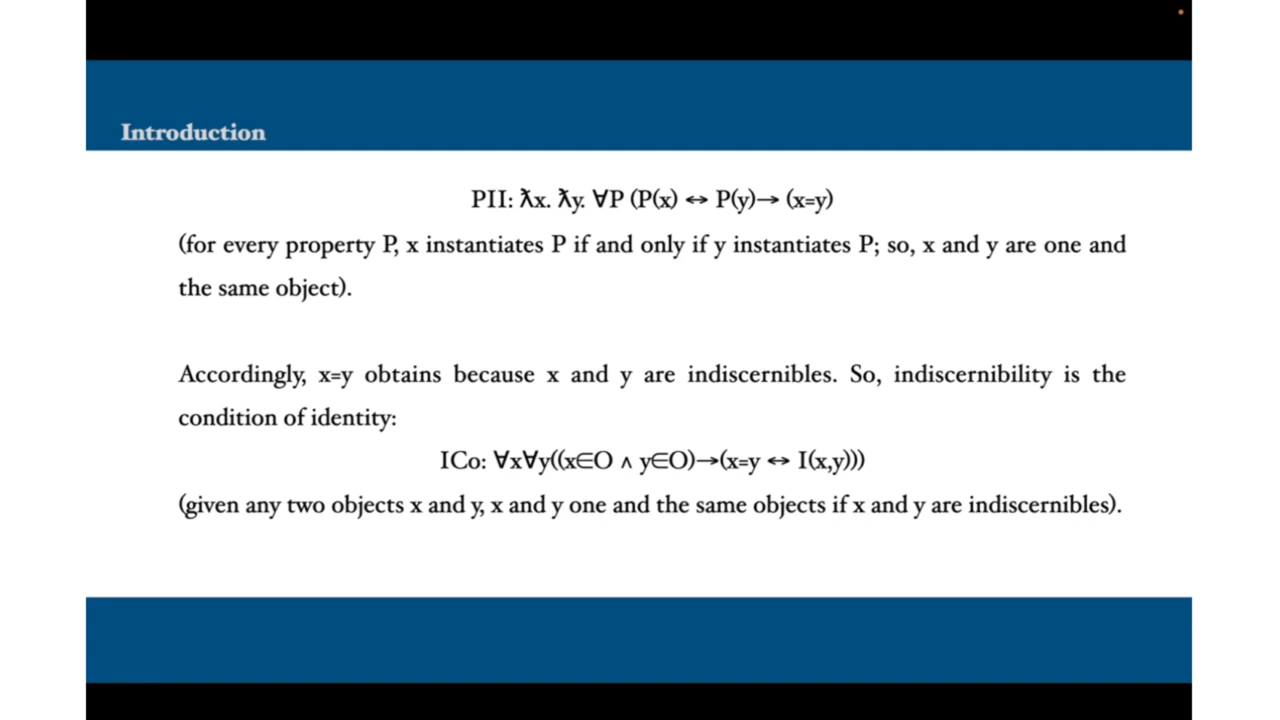 Introduction
PII: ƛx. ƛy. ∀P (P(x) ↔ P(y)→ (x=y)
(for every property P, x instantiates P if and only if y instantiates P; so, x and y are one and
the same object).
Accordingly, x=y obtains because x and y are indiscernibles. So, indiscernibility is the
condition of identity:
ICo: ∀x∀y((x∈O ∧ y∈O)→(x=y ↔ I(x,y)))
(given any two objects x and y, x and y one and the same objects if x and y are indiscernibles).